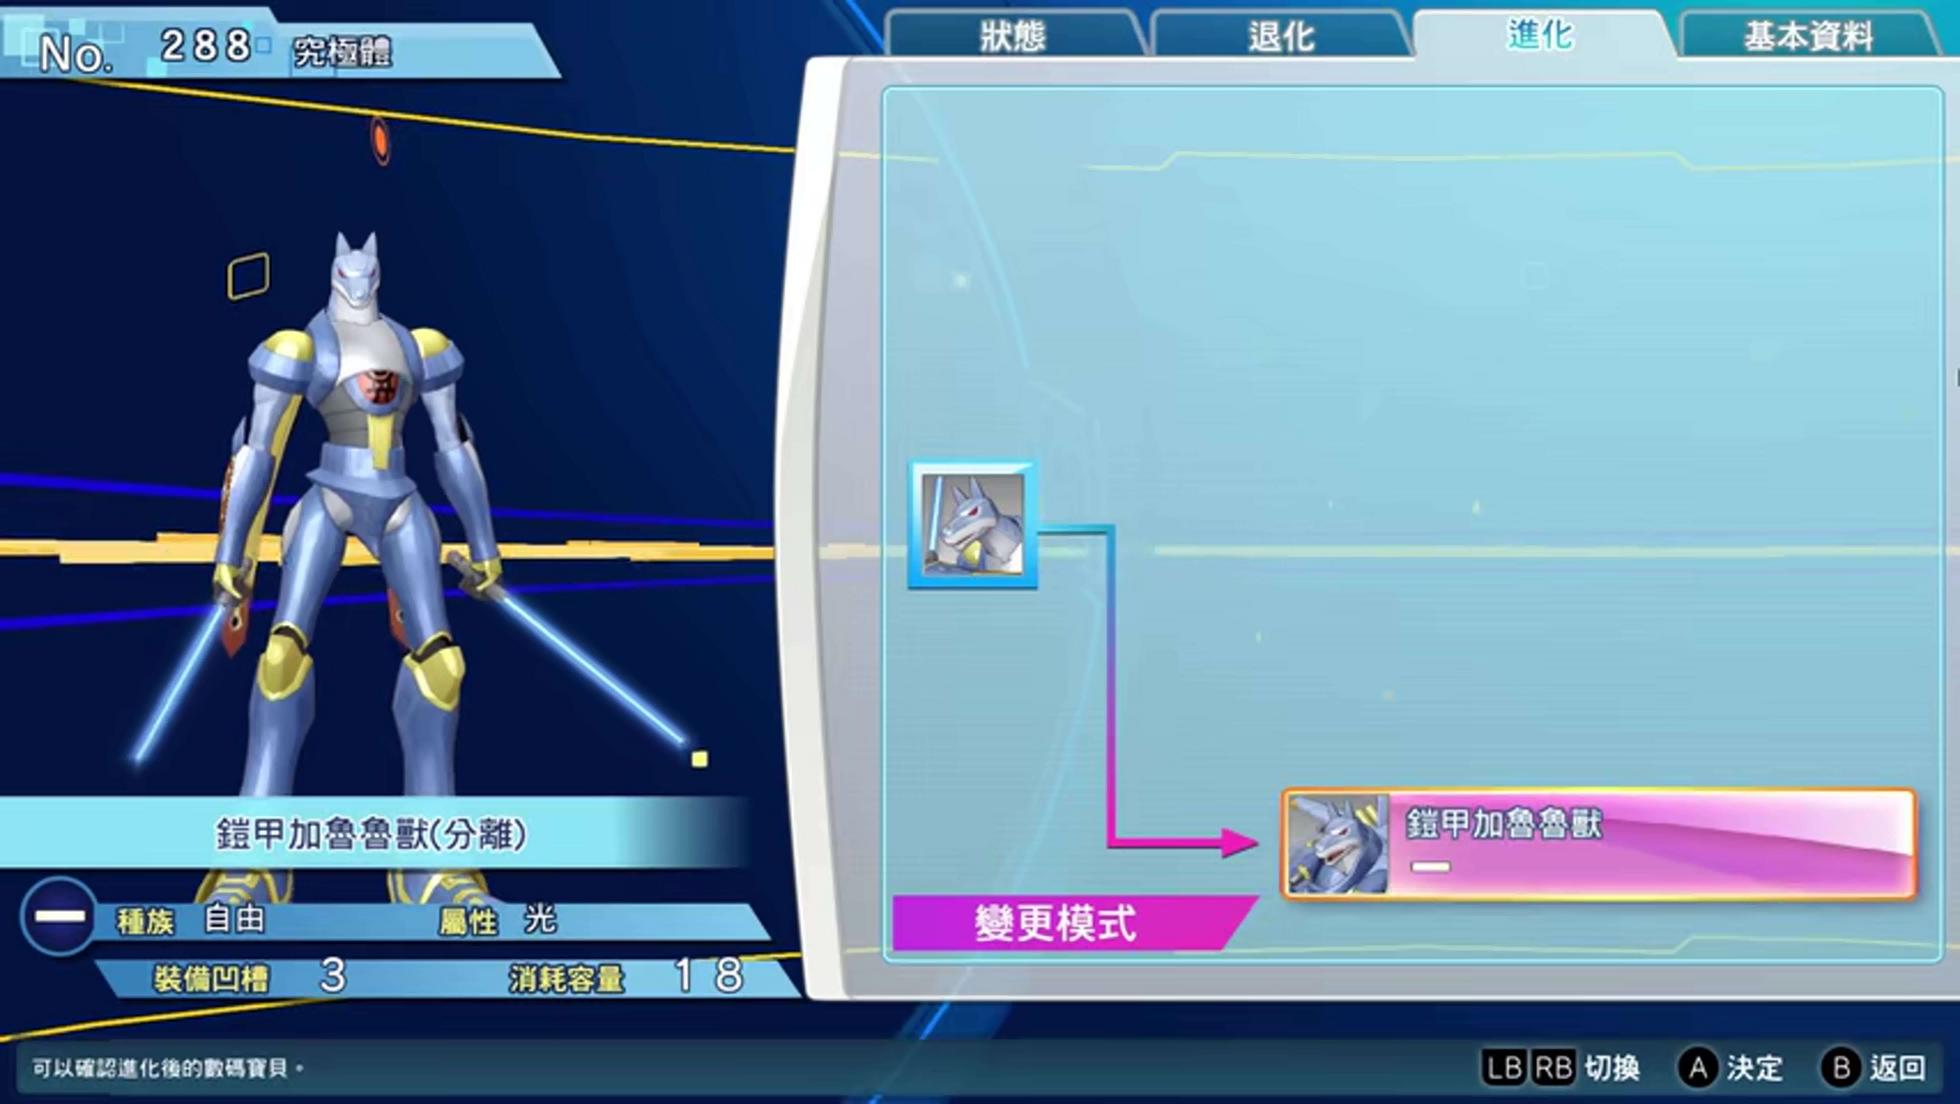 No. 288 究極體
狀態 退化 進化 基本資料
鎧甲加魯魯獸
變更模式
鎧甲加魯魯獸(分離)
種族 自由 屬性 光
裝備凹槽 3 消耗容量 18
可以確認進化後的數碼寶貝。
LB RB 切換 A 決定 B 返回